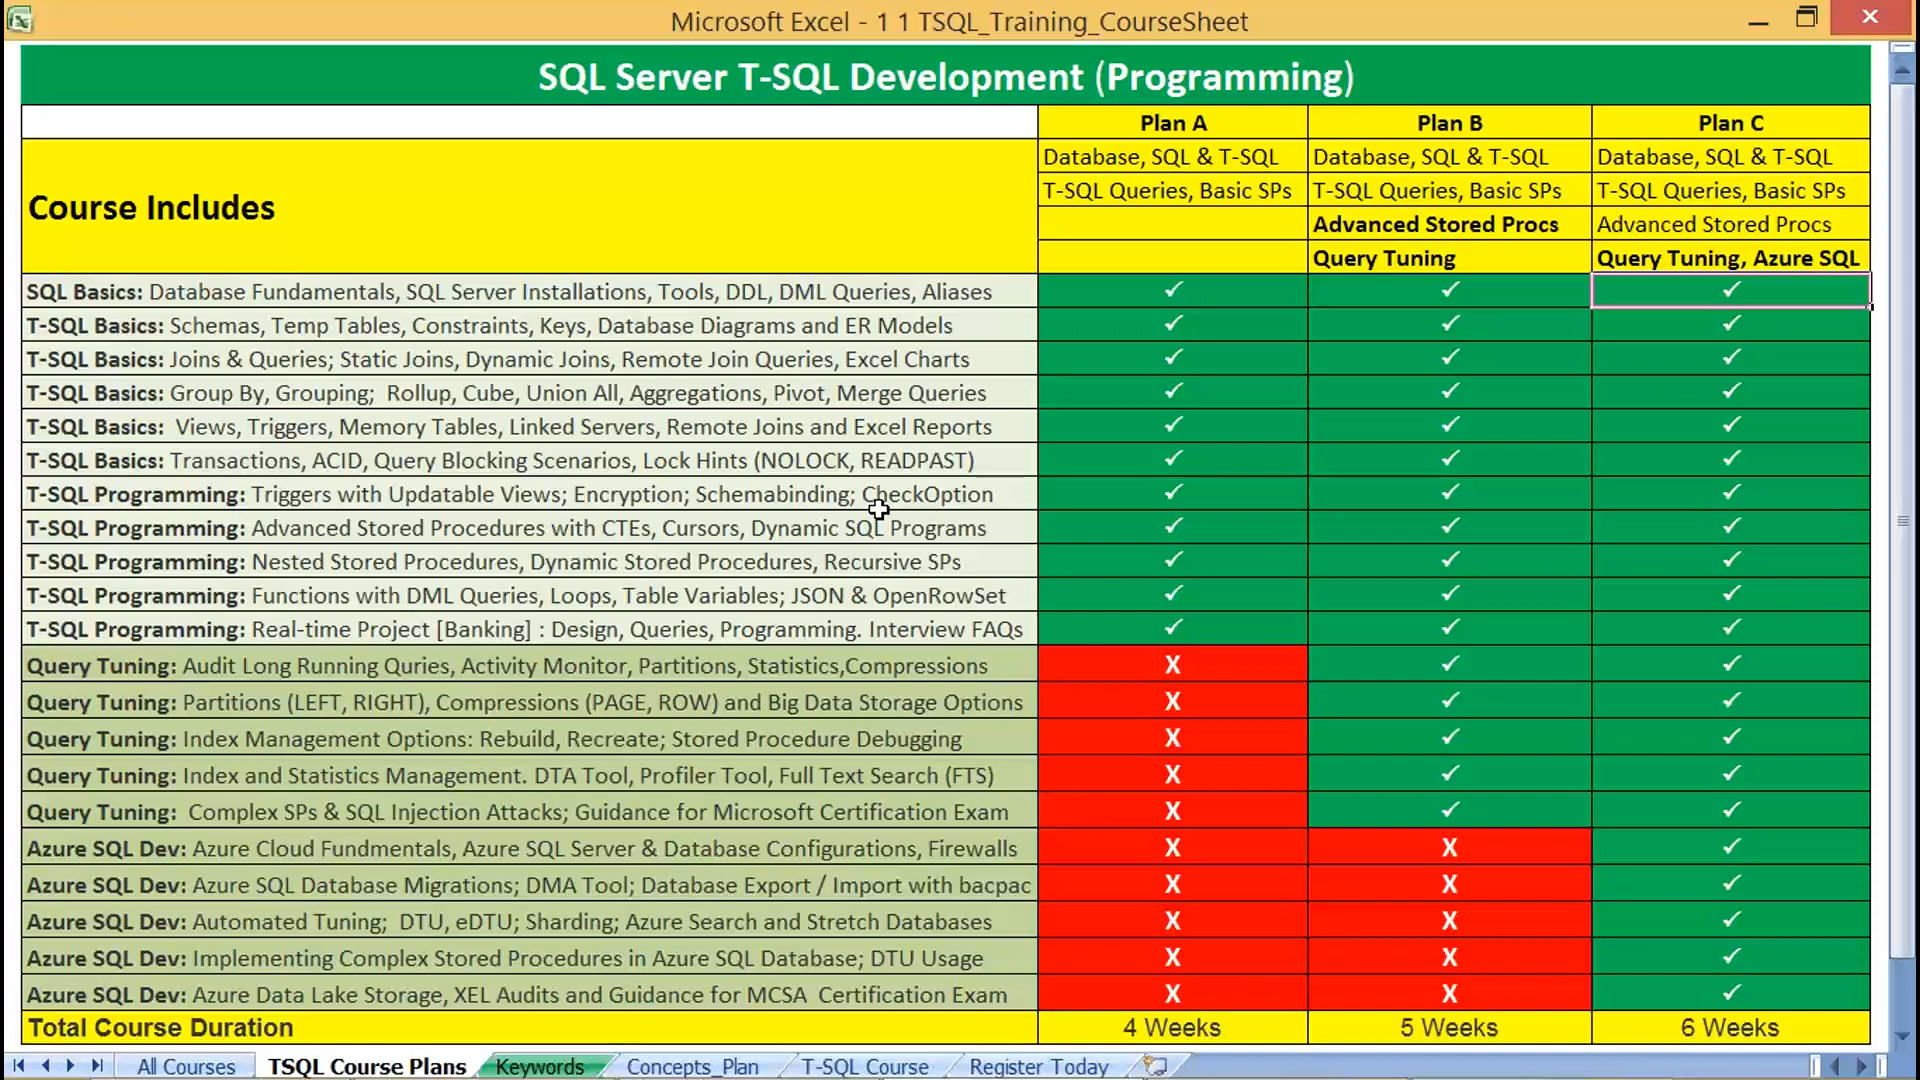 Microsoft Excel - 1 1 TSQL_Training_CourseSheet
SQL Server T-SQL Development (Programming)
Plan A Plan B Plan C
Course Includes
Database, SQL & T-SQL Database, SQL & T-SQL Database, SQL & T-SQL
T-SQL Queries, Basic SPs T-SQL Queries, Basic SPs T-SQL Queries, Basic SPs
Advanced Stored Procs Advanced Stored Procs
Query Tuning Query Tuning, Azure SQL
SQL Basics: Database Fundamentals, SQL Server Installations, Tools, DDL, DML Queries, Aliases ✓ ✓ ✓
T-SQL Basics: Schemas, Temp Tables, Constraints, Keys, Database Diagrams and ER Models ✓ ✓ ✓
T-SQL Basics: Joins & Queries; Static Joins, Dynamic Joins, Remote Join Queries, Excel Charts ✓ ✓ ✓
T-SQL Basics: Group By, Grouping; Rollup, Cube, Union All, Aggregations, Pivot, Merge Queries ✓ ✓ ✓
T-SQL Basics: Views, Triggers, Memory Tables, Linked Servers, Remote Joins and Excel Reports ✓ ✓ ✓
T-SQL Basics: Transactions, ACID, Query Blocking Scenarios, Lock Hints (NOLOCK, READPAST) ✓ ✓ ✓
T-SQL Programming: Triggers with Updatable Views; Encryption; Schemabinding; CheckOption ✓ ✓ ✓
T-SQL Programming: Advanced Stored Procedures with CTEs, Cursors, Dynamic SQL Programs ✓ ✓ ✓
T-SQL Programming: Nested Stored Procedures, Dynamic Stored Procedures, Recursive SPs ✓ ✓ ✓
T-SQL Programming: Functions with DML Queries, Loops, Table Variables; JSON & OpenRowSet ✓ ✓ ✓
T-SQL Programming: Real-time Project [Banking] : Design, Queries, Programming. Interview FAQs ✓ ✓ ✓
Query Tuning: Audit Long Running Quries, Activity Monitor, Partitions, Statistics,Compressions X ✓ ✓
Query Tuning: Partitions (LEFT, RIGHT), Compressions (PAGE, ROW) and Big Data Storage Options X ✓ ✓
Query Tuning: Index Management Options: Rebuild, Recreate; Stored Procedure Debugging X ✓ ✓
Query Tuning: Index and Statistics Management. DTA Tool, Profiler Tool, Full Text Search (FTS) X ✓ ✓
Query Tuning: Complex SPs & SQL Injection Attacks; Guidance for Microsoft Certification Exam X ✓ ✓
Azure SQL Dev: Azure Cloud Fundmentals, Azure SQL Server & Database Configurations, Firewalls X X ✓
Azure SQL Dev: Azure SQL Database Migrations; DMA Tool; Database Export / Import with bacpac X X ✓
Azure SQL Dev: Automated Tuning; DTU, eDTU; Sharding; Azure Search and Stretch Databases X X ✓
Azure SQL Dev: Implementing Complex Stored Procedures in Azure SQL Database; DTU Usage X X ✓
Azure SQL Dev: Azure Data Lake Storage, XEL Audits and Guidance for MCSA Certification Exam X X ✓
Total Course Duration 4 Weeks 5 Weeks 6 Weeks
All Courses TSQL Course Plans Keywords Concepts_Plan T-SQL Course Register Today